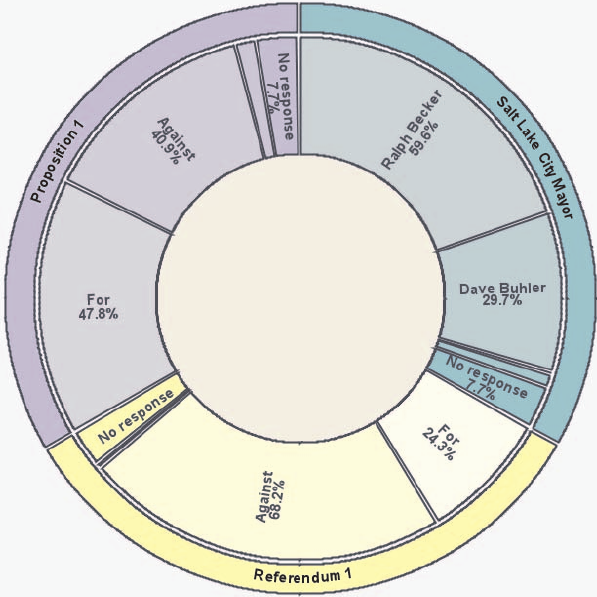 Salt Lake City Mayor
Ralph Becker
59.6%
Dave Buhler
29.7%
No response
7.7%
Referendum 1
For
24.3%
Against
68.2%
No response
Proposition 1
For
47.8%
Against
40.9%
No response
7.7%